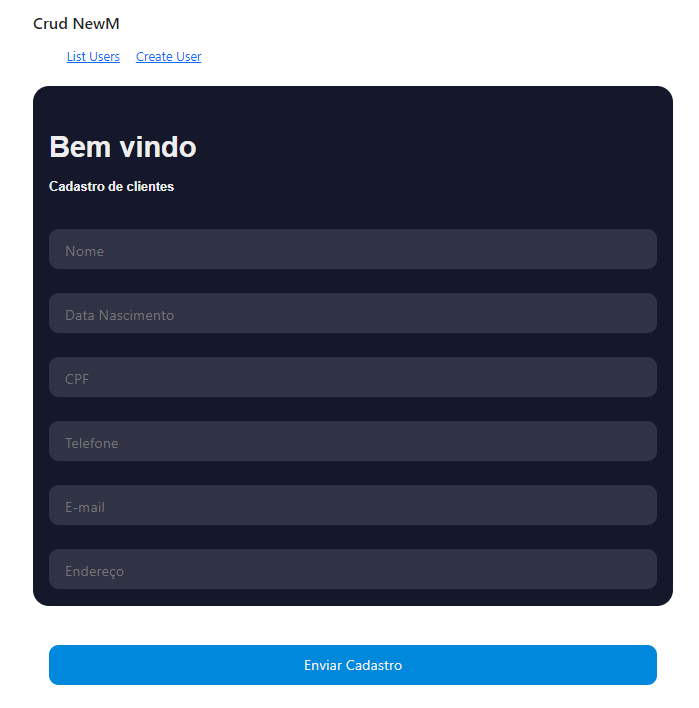 Crud NewM
List Users Create User
Bem vindo
Cadastro de clientes
Nome
Data Nascimento
CPF
Telefone
E-mail
Endereço
Enviar Cadastro